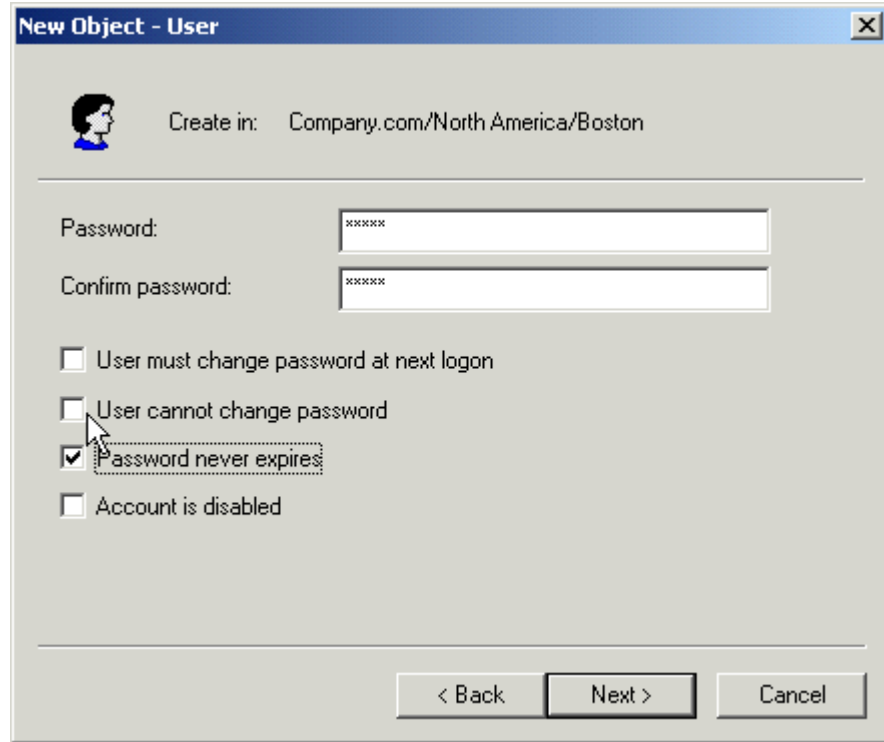 New Object - User
Create in: Company.com/North America/Boston
Password: *****
Confirm password: *****
User must change password at next logon
User cannot change password
Password never expires
Account is disabled
< Back Next > Cancel